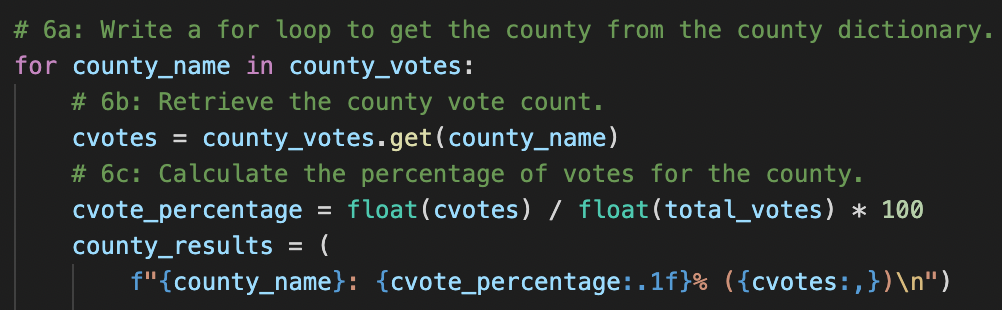 # 6a: Write a for loop to get the county from the county dictionary.
for county_name in county_votes:
    # 6b: Retrieve the county vote count.
    cvotes = county_votes.get(county_name)
    # 6c: Calculate the percentage of votes for the county.
    cvote_percentage = float(cvotes) / float(total_votes) * 100
    county_results = (
        f"{county_name}: {cvote_percentage:.1f}% ({cvotes:,})\n")